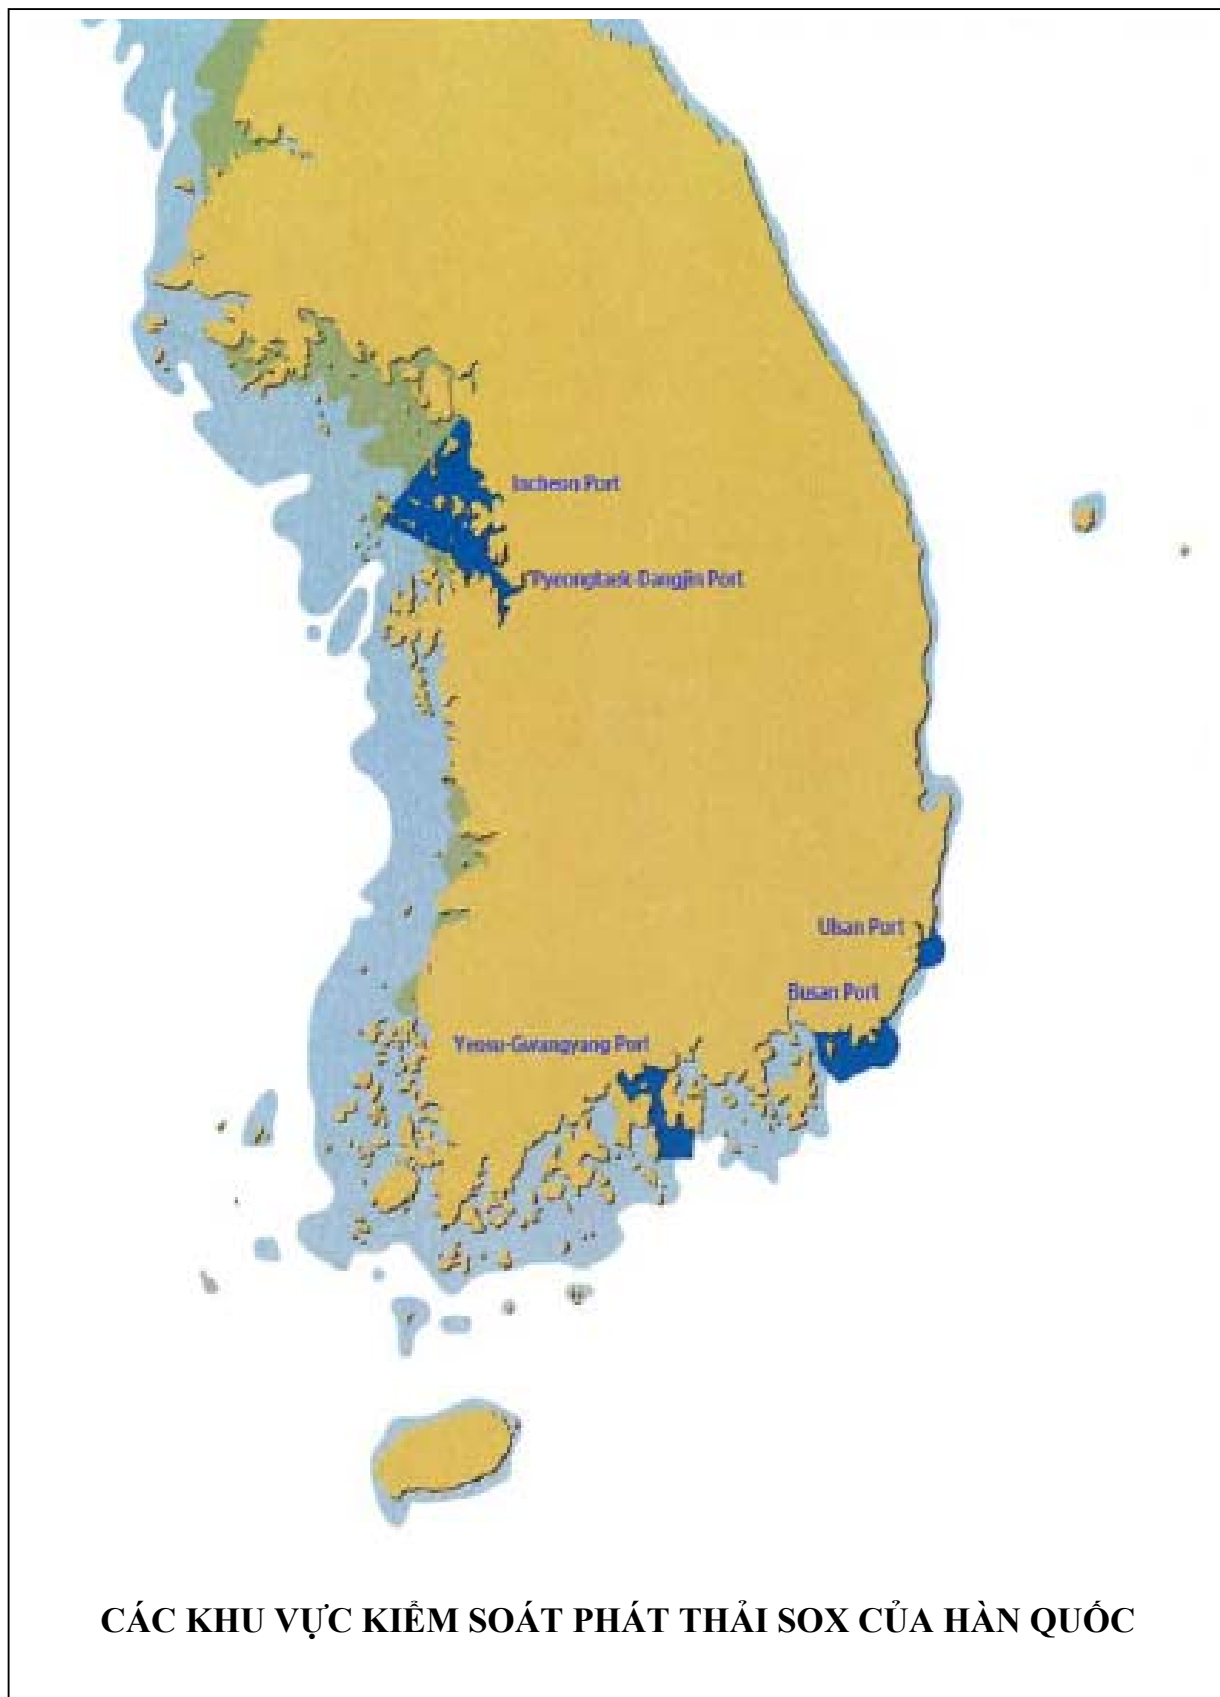 Incheon Port
Pyeongtaek-Dangjin Port
Ulsan Port
Busan Port
Yeosu-Gwangyang Port
CÁC KHU VỰC KIỂM SOÁT PHÁT THẢI SOX CỦA HÀN QUỐC